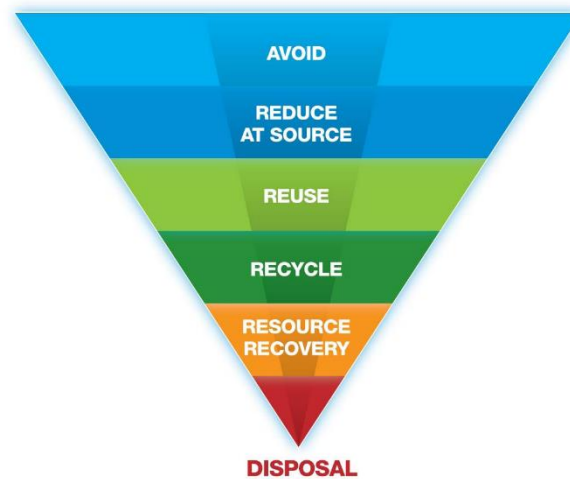 AVOID
REDUCE
AT SOURCE
REUSE
RECYCLE
RESOURCE
RECOVERY
DISPOSAL